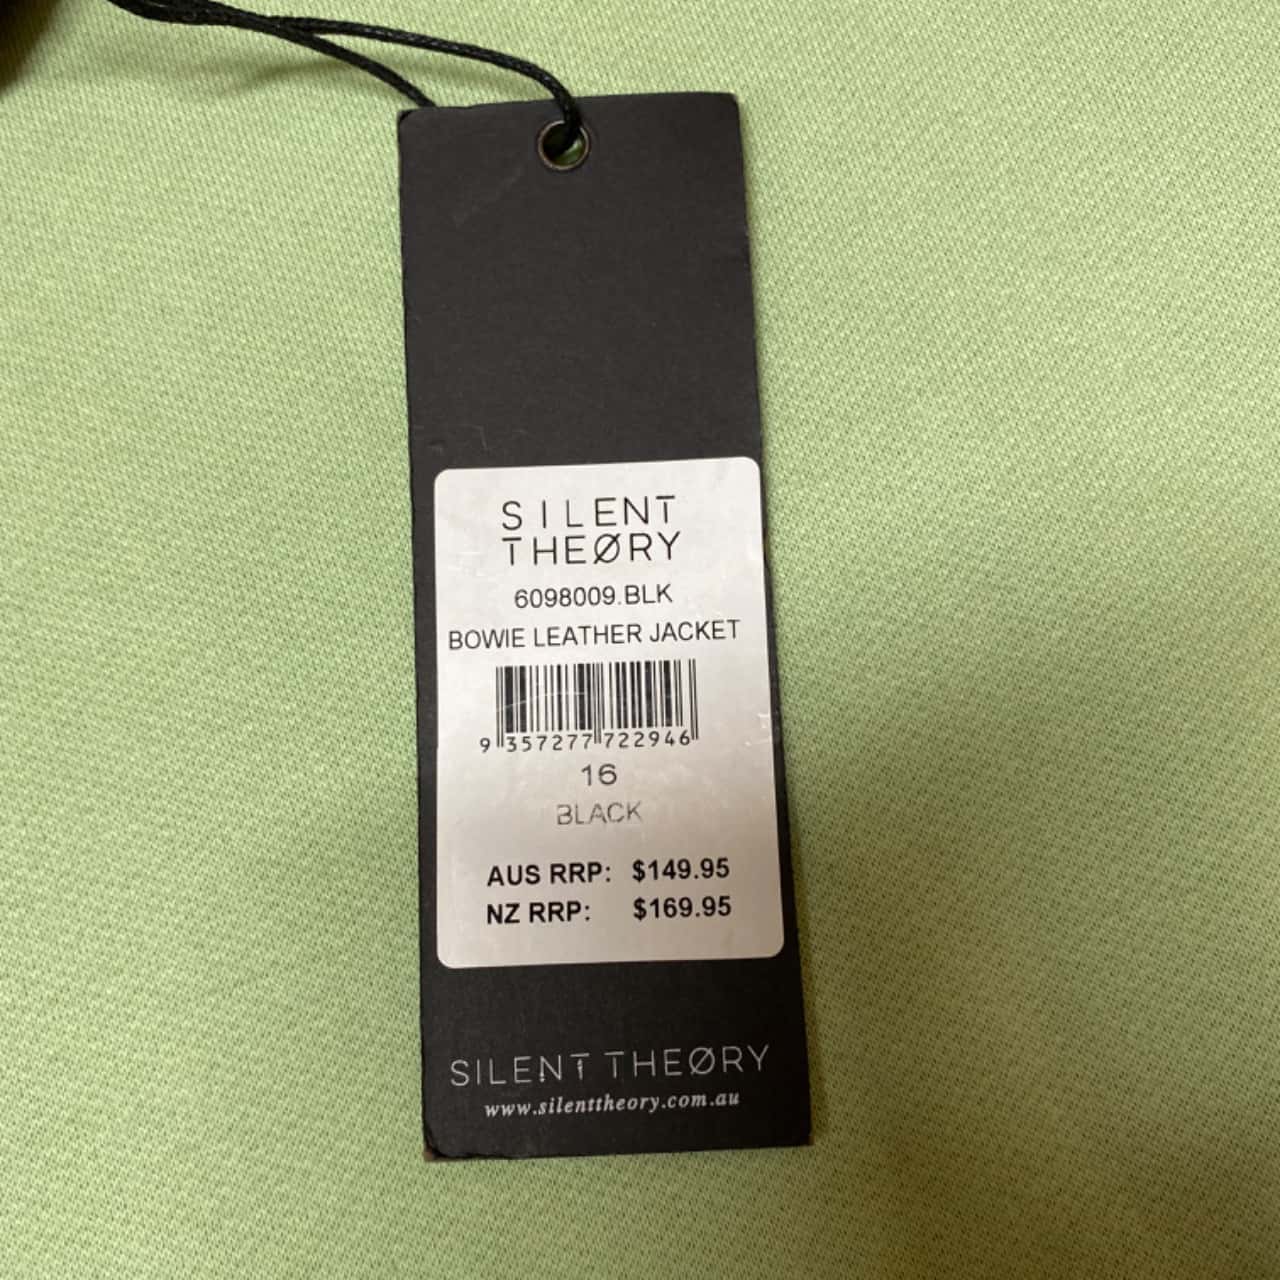 SILENT
THEØRY
6098009.BLK
BOWIE LEATHER JACKET
9 357277 722946
16
BLACK
AUS RRP: $149.95
NZ RRP: $169.95
SILENT THEØRY
www.silenttheory.com.au